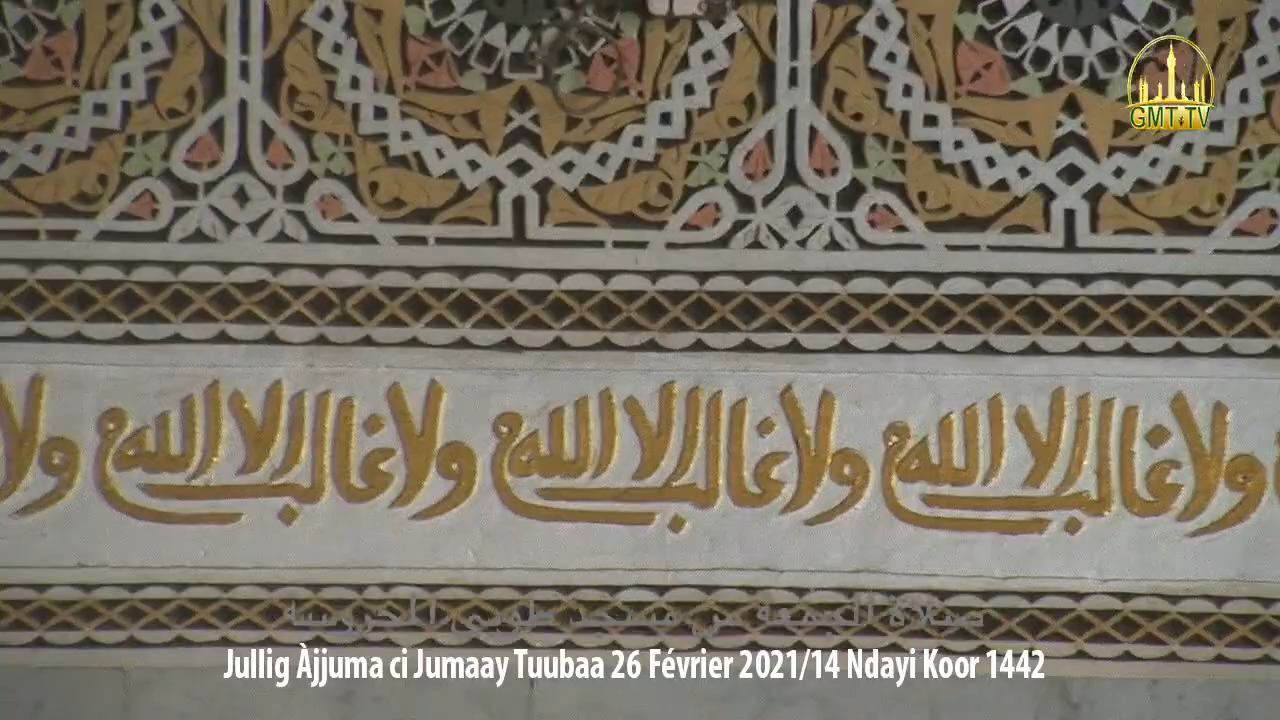 GMT TV
ولا غالب الا الله ولا غالب الا الله ولا غالب الا الله ولا
صلاة الجمعة من مسجد طوبى المحروسة
Jullig Àjjuma ci Jumaay Tuubaa 26 Février 2021/14 Ndayi Koor 1442